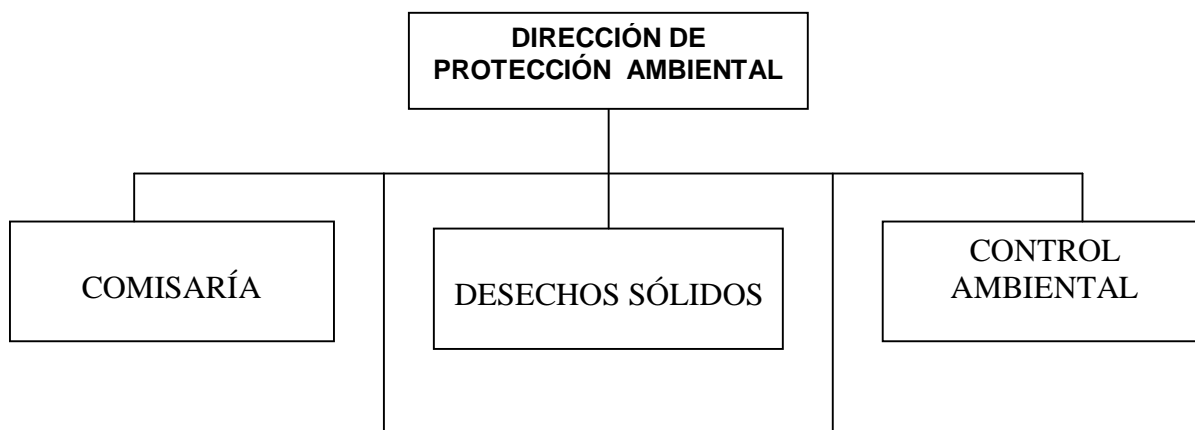 DIRECCIÓN DE
PROTECCIÓN AMBIENTAL
COMISARÍA
DESECHOS SÓLIDOS
CONTROL
AMBIENTAL